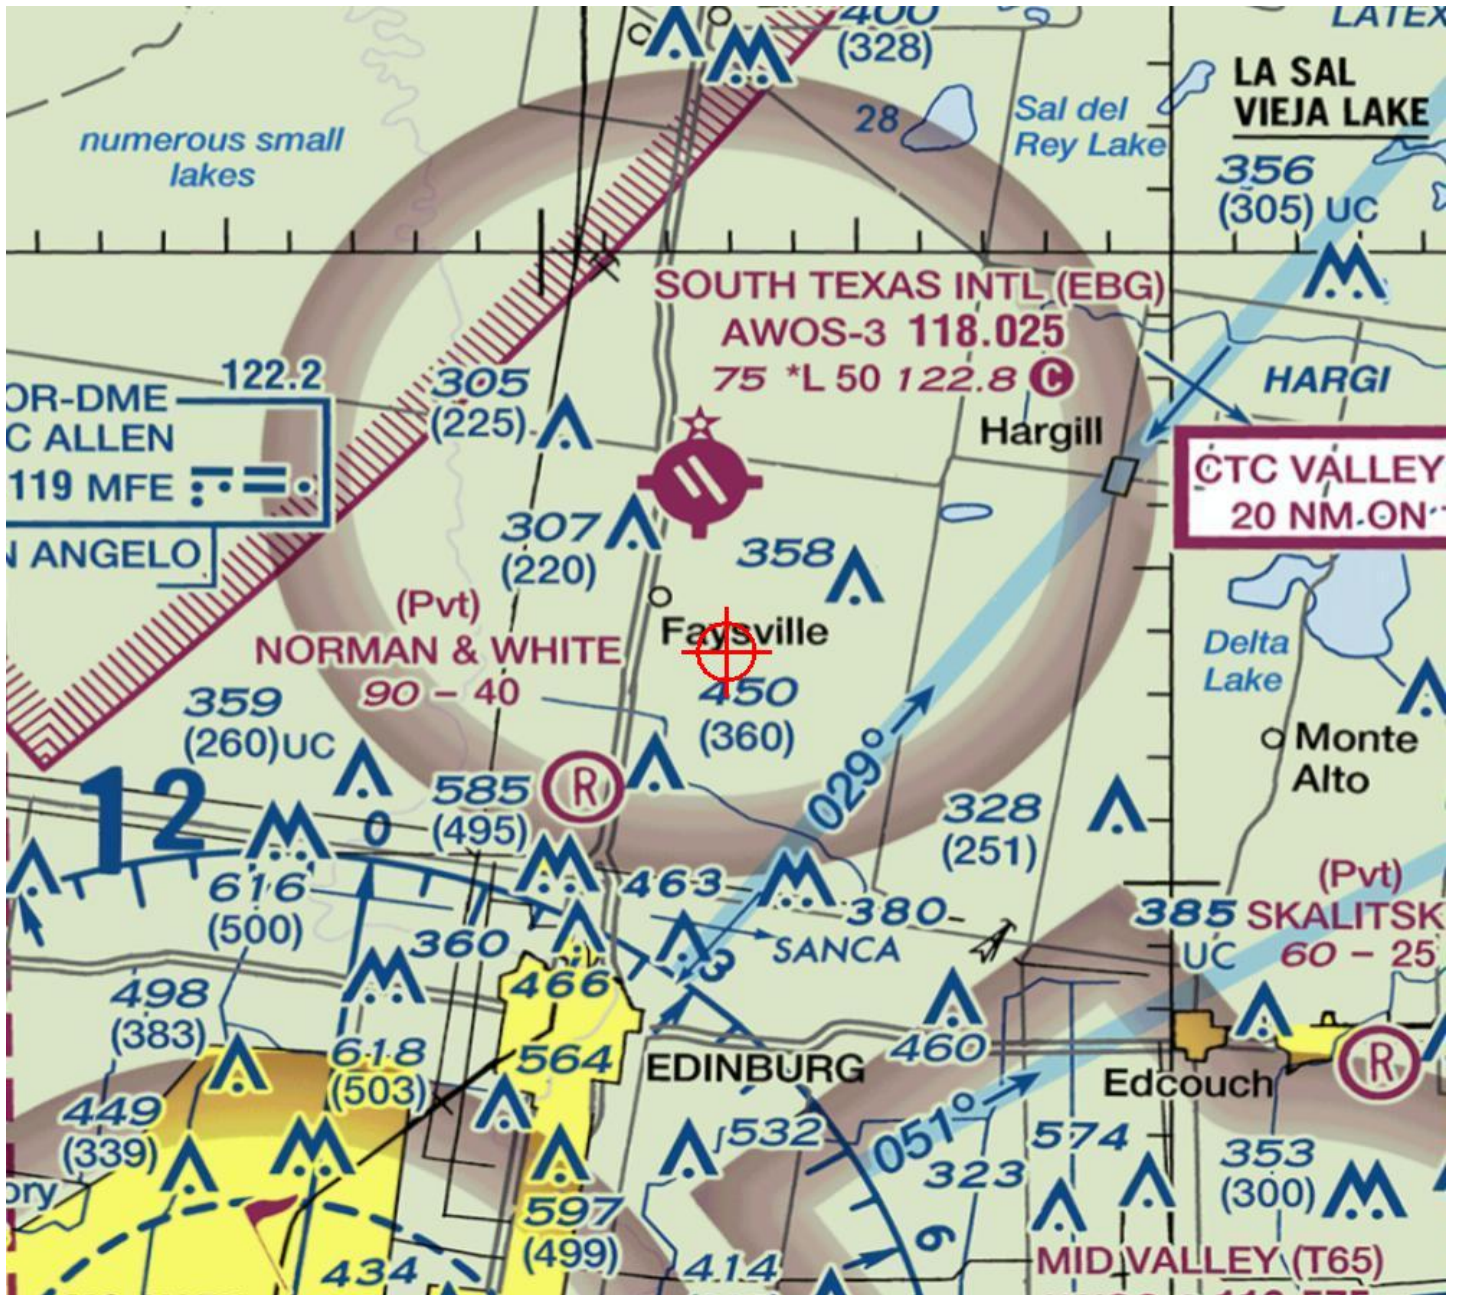 400
(328)
LATEX
LA SAL
VIEJA LAKE
28
Sal del
Rey Lake
numerous small
lakes
356
(305) UC
SOUTH TEXAS INTL (EBG)
AWOS-3 118.025
75 *L 50 122.8 C
122.2
OR-DME
C ALLEN
119 MFE
N ANGELO
305
(225)
Hargill
HARGI
CTC VALLEY
20 NM ON
307
(220)
358
(Pvt)
NORMAN & WHITE
90 - 40
Faysville
450
(360)
Delta
Lake
359
(260)UC
Monte
Alto
029°
12
0
585
(495)
R
328
(251)
616
(500)
463
380
SANCA
3
(Pvt)
385 SKALITSK
UC 60 - 25
360
466
498
(383)
618
(503)
564
EDINBURG
460
Edcouch
R
449
(339)
532
051°
574
323
353
(300)
ory
597
(499)
6
434
414
MID VALLEY (T65)